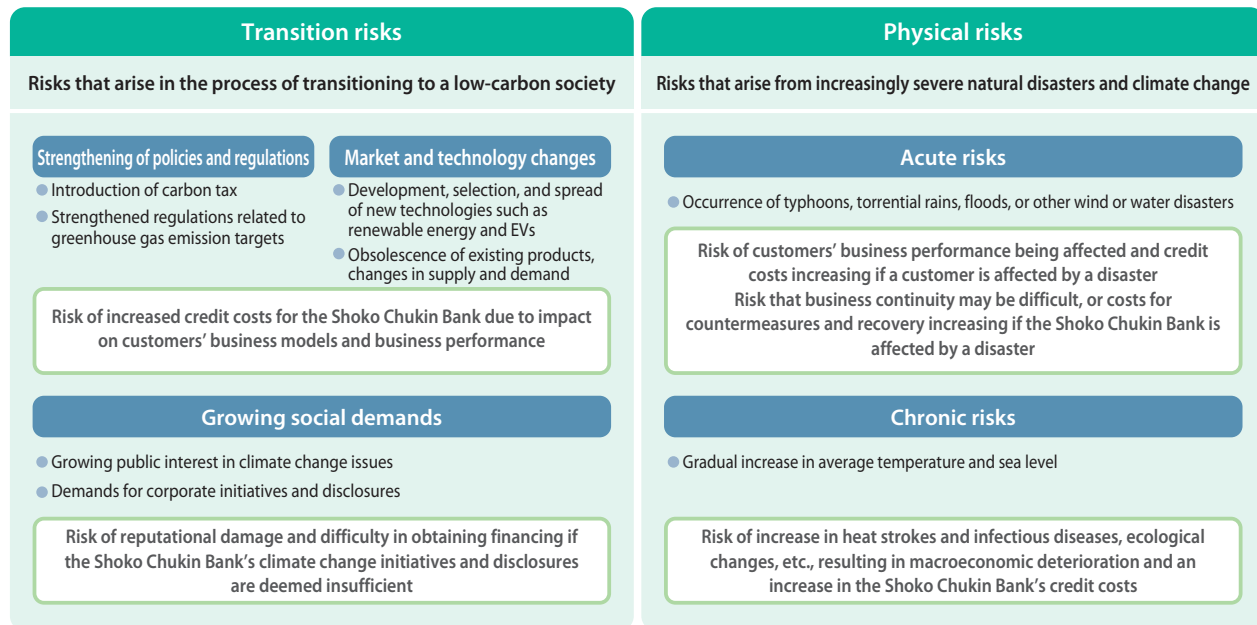 Transition risks
Risks that arise in the process of transitioning to a low-carbon society
Strengthening of policies and regulations
Introduction of carbon tax
Strengthened regulations related to
greenhouse gas emission targets
Market and technology changes
Development, selection, and spread
of new technologies such as
renewable energy and EVs
Obsolescence of existing products,
changes in supply and demand
Risk of increased credit costs for the Shoko Chukin Bank due to impact
on customers' business models and business performance
Growing social demands
Growing public interest in climate change issues
Demands for corporate initiatives and disclosures
Risk of reputational damage and difficulty in obtaining financing if
the Shoko Chukin Bank's climate change initiatives and disclosures
are deemed insufficient
Physical risks
Risks that arise from increasingly severe natural disasters and climate change
Acute risks
Occurrence of typhoons, torrential rains, floods, or other wind or water disasters
Risk of customers' business performance being affected and credit
costs increasing if a customer is affected by a disaster
Risk that business continuity may be difficult, or costs for
countermeasures and recovery increasing if the Shoko Chukin Bank is
affected by a disaster
Chronic risks
Gradual increase in average temperature and sea level
Risk of increase in heat strokes and infectious diseases, ecological
changes, etc., resulting in macroeconomic deterioration and an
increase in the Shoko Chukin Bank's credit costs